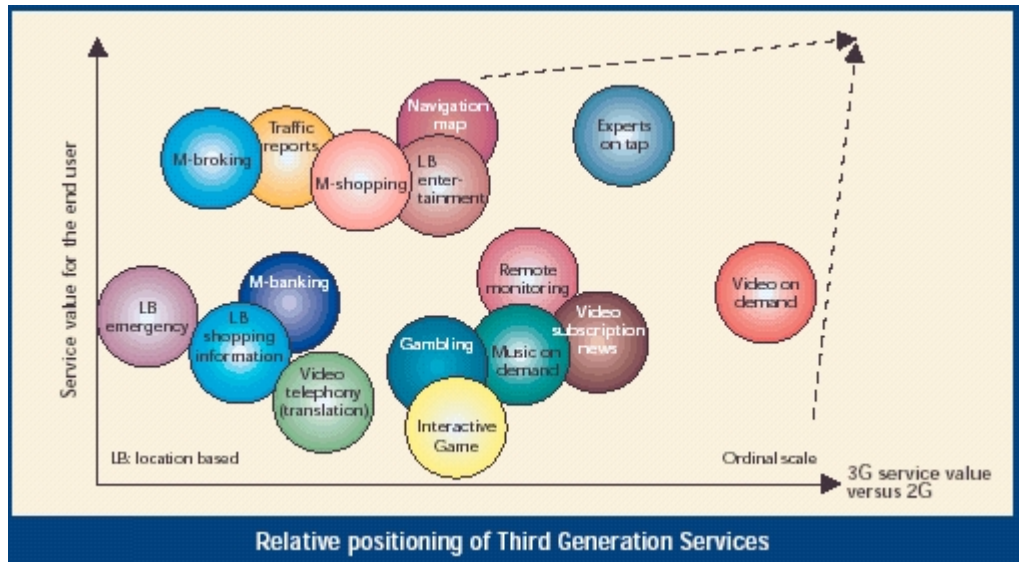 Service value for the end user
M-broking
Traffic
reports
M-shopping
Navigation
map
LB
enter-
tainment
Experts
on tap
LB
emergency
M-banking
LB
shopping
information
Video
telephony
(translation)
Remote
monitoring
Gambling
Music on
demand
Video
subscription
news
Interactive
Game
Video on
demand
LB: location based
Ordinal scale
3G service value
versus 2G
Relative positioning of Third Generation Services